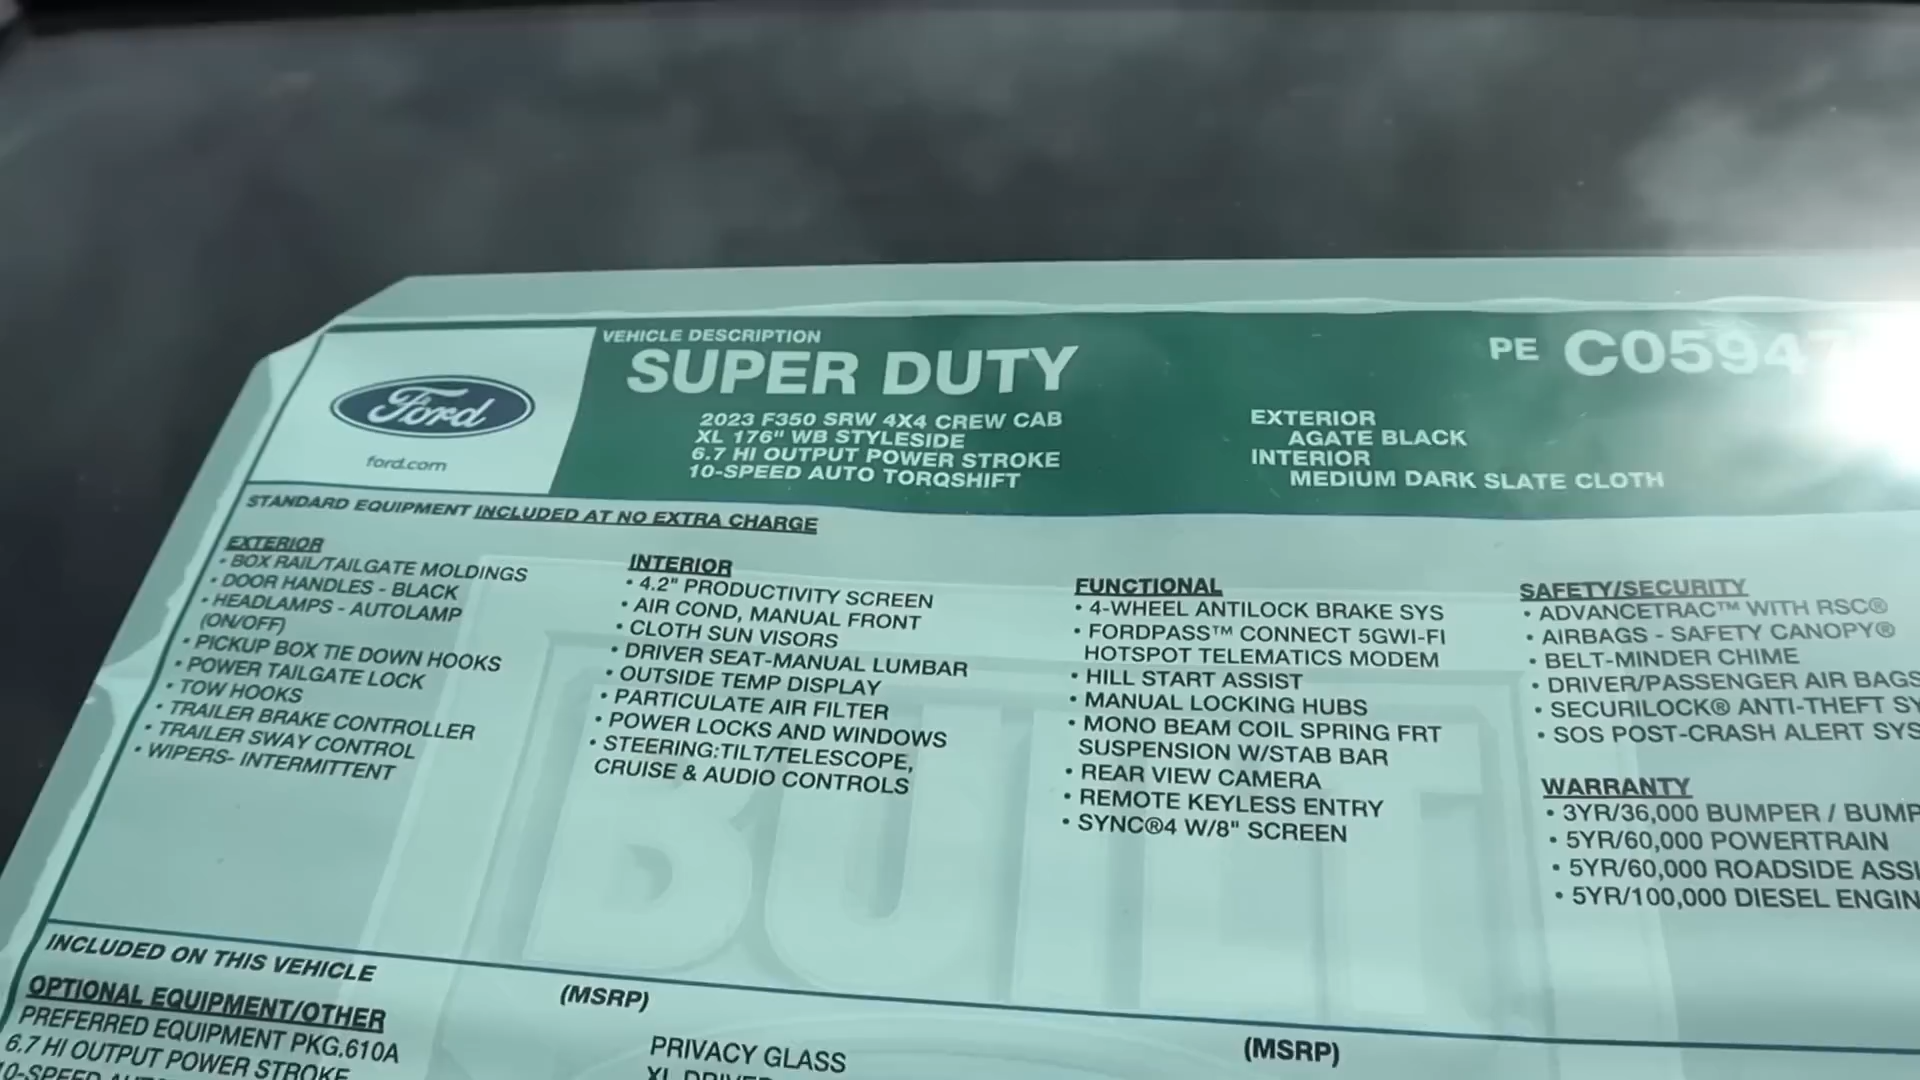 Ford
ford.com
VEHICLE DESCRIPTION
SUPER DUTY
2023 F350 SRW 4X4 CREW CAB
XL 176" WB STYLESIDE
6.7 HI OUTPUT POWER STROKE
10-SPEED AUTO TORQSHIFT
PE C05947
EXTERIOR
AGATE BLACK
INTERIOR
MEDIUM DARK SLATE CLOTH
STANDARD EQUIPMENT INCLUDED AT NO EXTRA CHARGE
EXTERIOR
• BOX RAIL/TAILGATE MOLDINGS
• DOOR HANDLES - BLACK
• HEADLAMPS - AUTOLAMP
(ON/OFF)
• PICKUP BOX TIE DOWN HOOKS
• POWER TAILGATE LOCK
• TOW HOOKS
• TRAILER BRAKE CONTROLLER
• TRAILER SWAY CONTROL
• WIPERS- INTERMITTENT
INTERIOR
• 4.2" PRODUCTIVITY SCREEN
• AIR COND, MANUAL FRONT
• CLOTH SUN VISORS
• DRIVER SEAT-MANUAL LUMBAR
• OUTSIDE TEMP DISPLAY
• PARTICULATE AIR FILTER
• POWER LOCKS AND WINDOWS
• STEERING:TILT/TELESCOPE,
CRUISE & AUDIO CONTROLS
FUNCTIONAL
• 4-WHEEL ANTILOCK BRAKE SYS
• FORDPASS™ CONNECT 5GWI-FI
HOTSPOT TELEMATICS MODEM
• HILL START ASSIST
• MANUAL LOCKING HUBS
• MONO BEAM COIL SPRING FRT
SUSPENSION W/STAB BAR
• REAR VIEW CAMERA
• REMOTE KEYLESS ENTRY
• SYNC®4 W/8" SCREEN
SAFETY/SECURITY
• ADVANCETRAC™ WITH RSC®
• AIRBAGS - SAFETY CANOPY®
• BELT-MINDER CHIME
• DRIVER/PASSENGER AIR BAGS
• SECURILOCK® ANTI-THEFT SY
• SOS POST-CRASH ALERT SYS
WARRANTY
• 3YR/36,000 BUMPER / BUMP
• 5YR/60,000 POWERTRAIN
• 5YR/60,000 ROADSIDE ASSI
• 5YR/100,000 DIESEL ENGIN
BUILT
INCLUDED ON THIS VEHICLE
(MSRP)
(MSRP)
OPTIONAL EQUIPMENT/OTHER
PREFERRED EQUIPMENT PKG.610A
6.7 HI OUTPUT POWER STROKE
PRIVACY GLASS